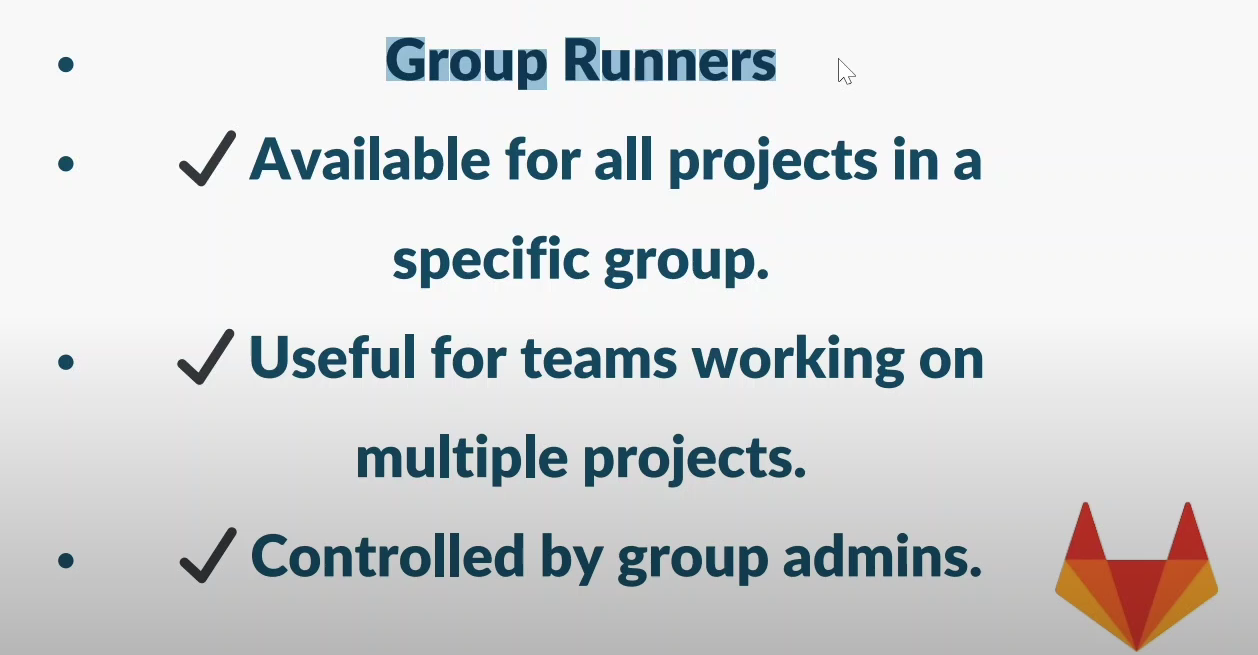 • Group Runners
• ✔ Available for all projects in a
specific group.
• ✔ Useful for teams working on
multiple projects.
• ✔ Controlled by group admins.